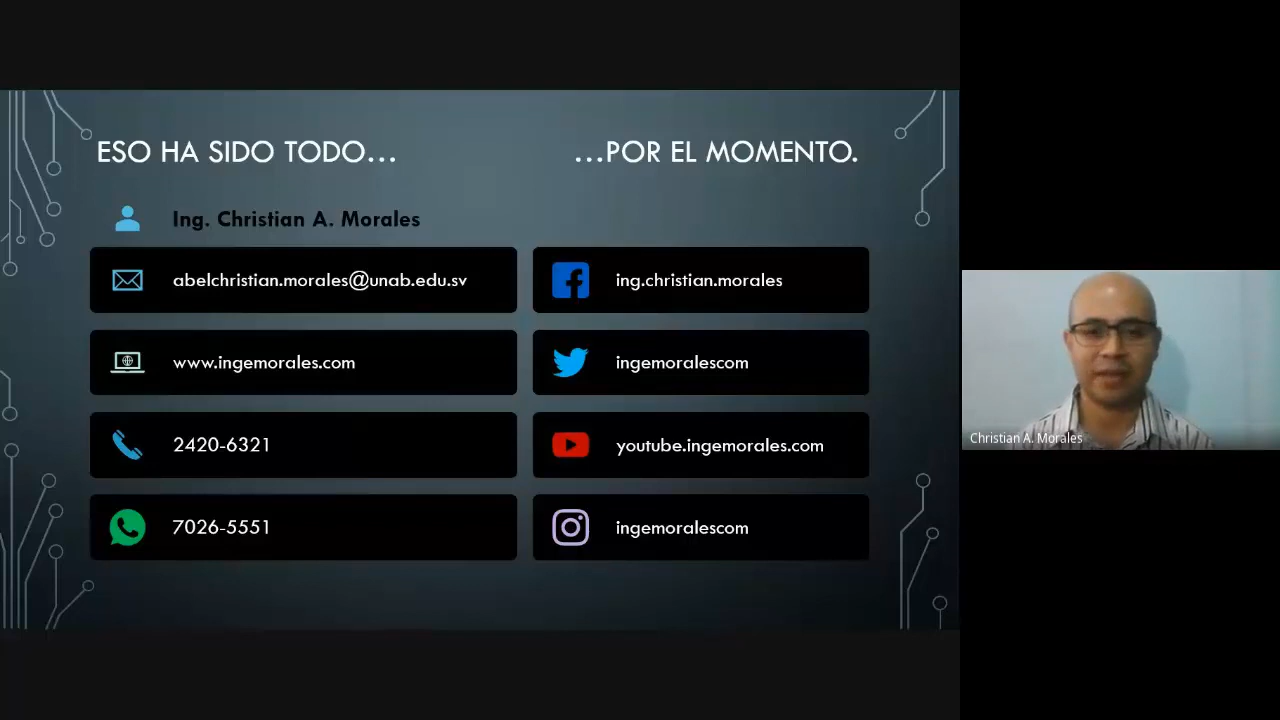 ESO HA SIDO TODO...
...POR EL MOMENTO.
Ing. Christian A. Morales
abelchristian.morales@unab.edu.sv
www.ingemorales.com
2420-6321
7026-5551
ing.christian.morales
ingemoralescom
youtube.ingemorales.com
ingemoralescom
Christian A. Morales